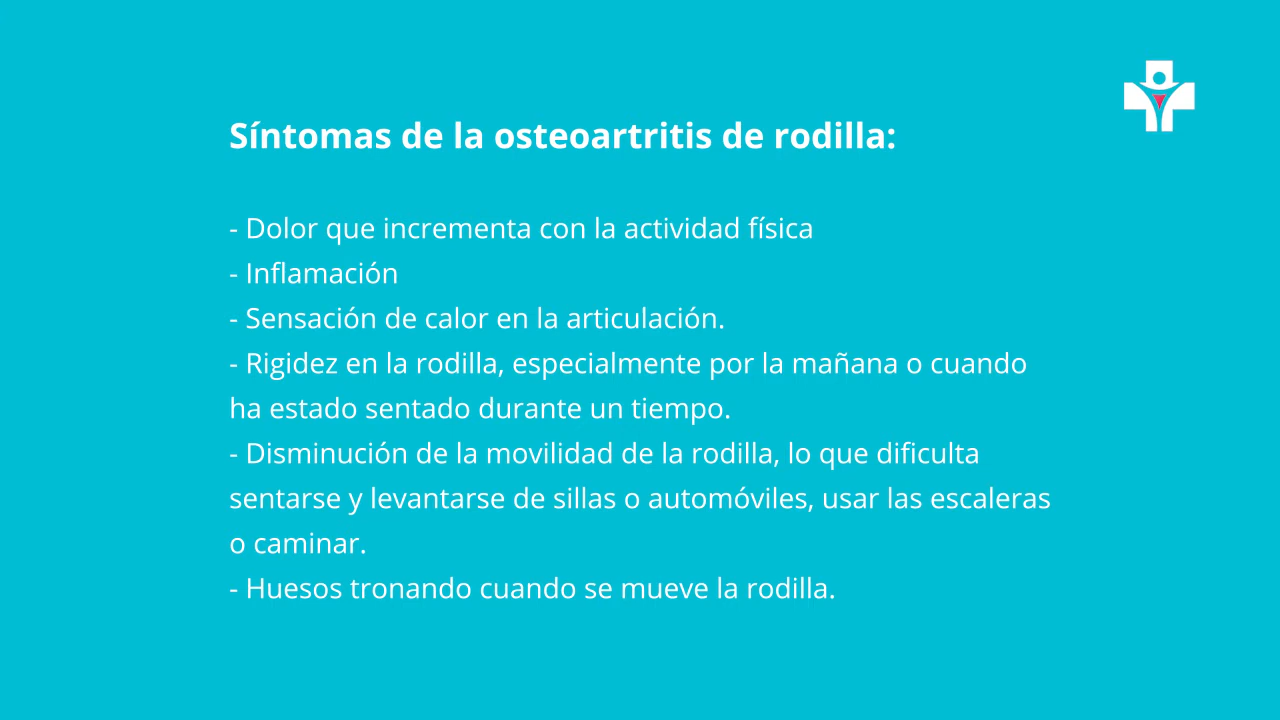 Síntomas de la osteoartritis de rodilla:
- Dolor que incrementa con la actividad física
- Inflamación
- Sensación de calor en la articulación.
- Rigidez en la rodilla, especialmente por la mañana o cuando
ha estado sentado durante un tiempo.
- Disminución de la movilidad de la rodilla, lo que dificulta
sentarse y levantarse de sillas o automóviles, usar las escaleras
o caminar.
- Huesos tronando cuando se mueve la rodilla.